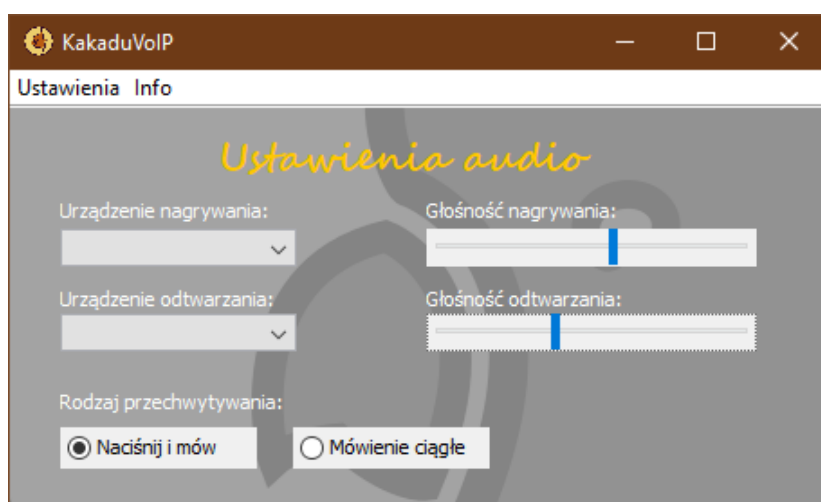 KakaduVoIP
Ustawienia Info
Ustawienia audio
Urządzenie nagrywania:
Głośność nagrywania:
Urządzenie odtwarzania:
Głośność odtwarzania:
Rodzaj przechwytywania:
Naciśnij i mów
Mówienie ciągłe